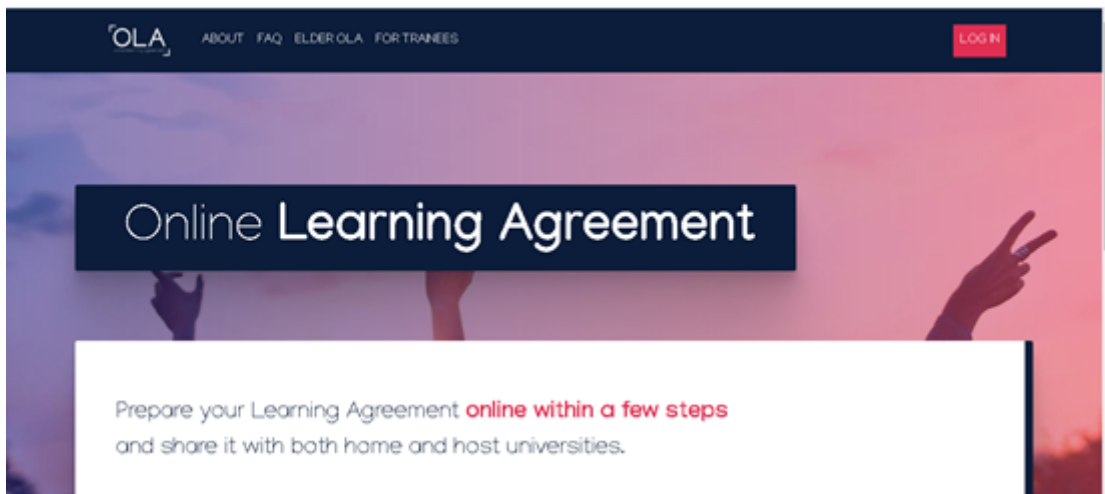 OLA
ABOUT FAQ ELDER OLA FOR TRAINEES
LOG IN
Online Learning Agreement
Prepare your Learning Agreement online within a few steps
and share it with both home and host universities.